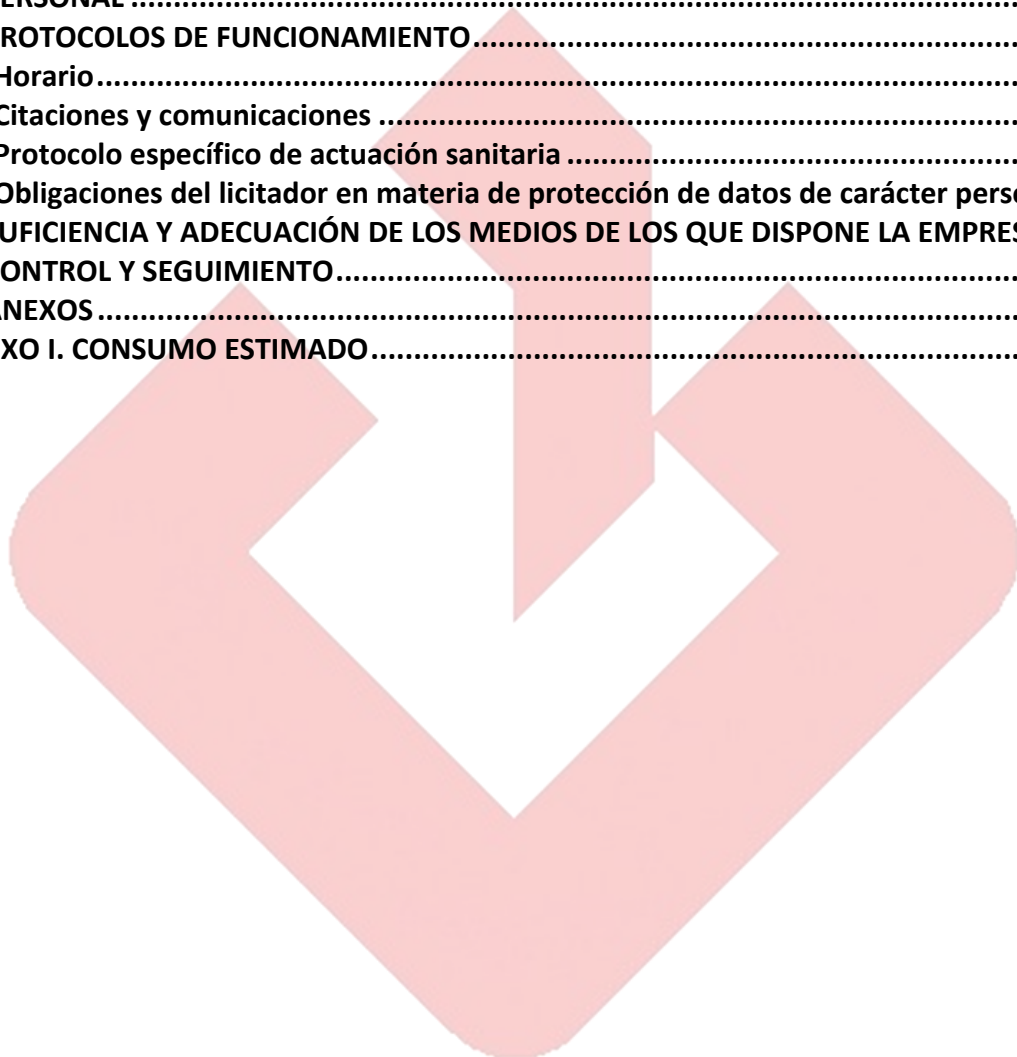 ERSONAL ................................................................................
ROTOCOLOS DE FUNCIONAMIENTO................................................
Horario................................................................................
Citaciones y comunicaciones ................................................
Protocolo específico de actuación sanitaria ................................
Obligaciones del licitador en materia de protección de datos de carácter pers
UFICIENCIA Y ADECUACIÓN DE LOS MEDIOS DE LOS QUE DISPONE LA EMPRES
ONTROL Y SEGUIMIENTO................................................
NEXOS ................................................................................
XO I. CONSUMO ESTIMADO................................................